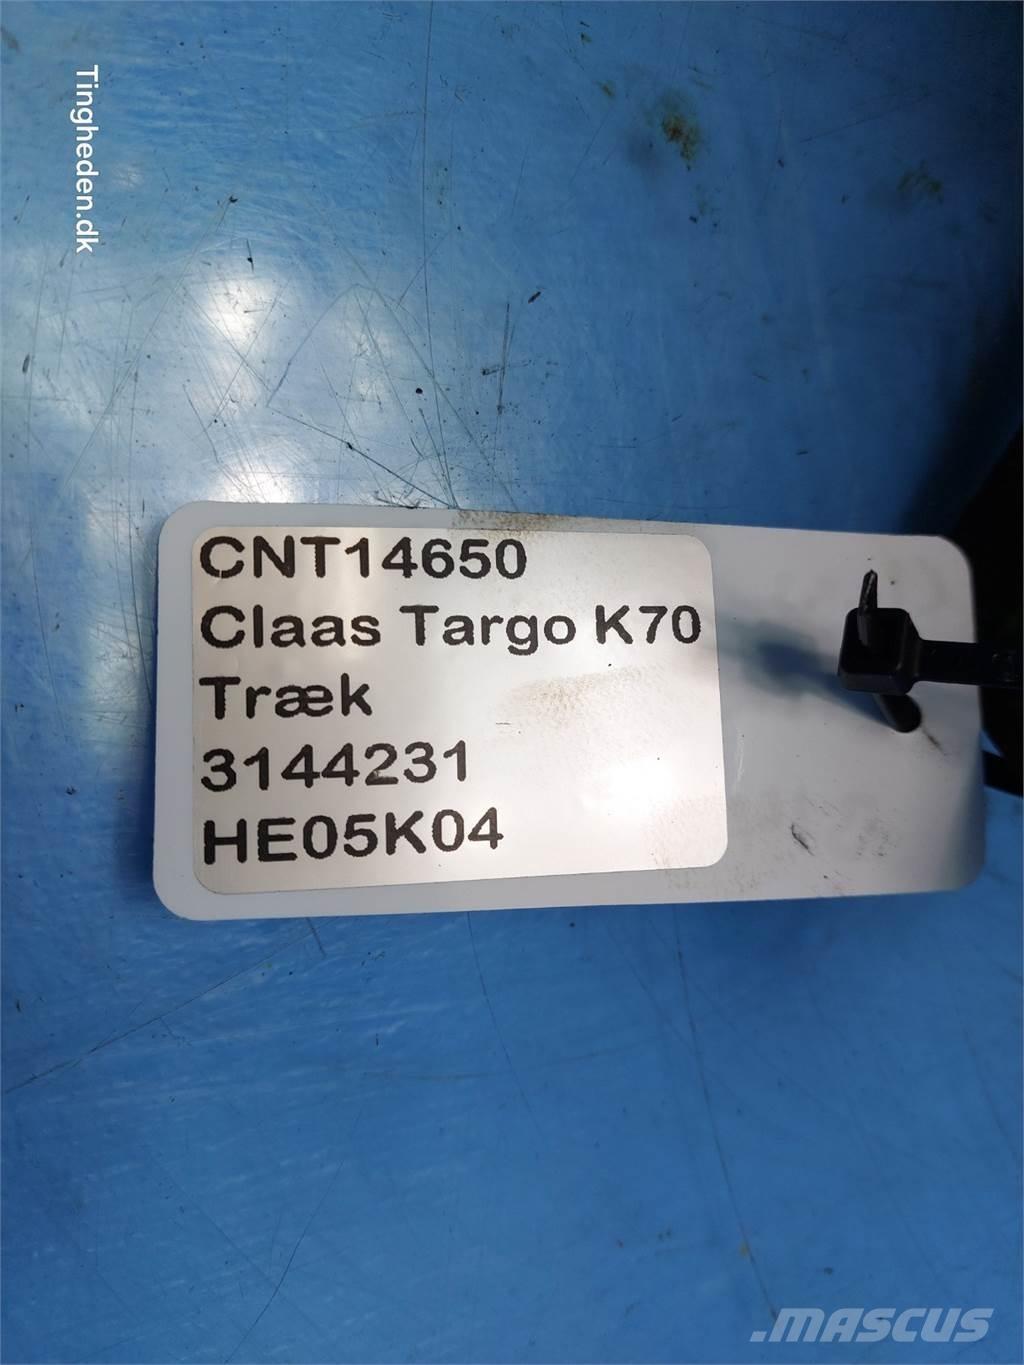 Tingheden.dk
CNT14650
Claas Targo K70
Træk
3144231
HE05K04
.MASCUS